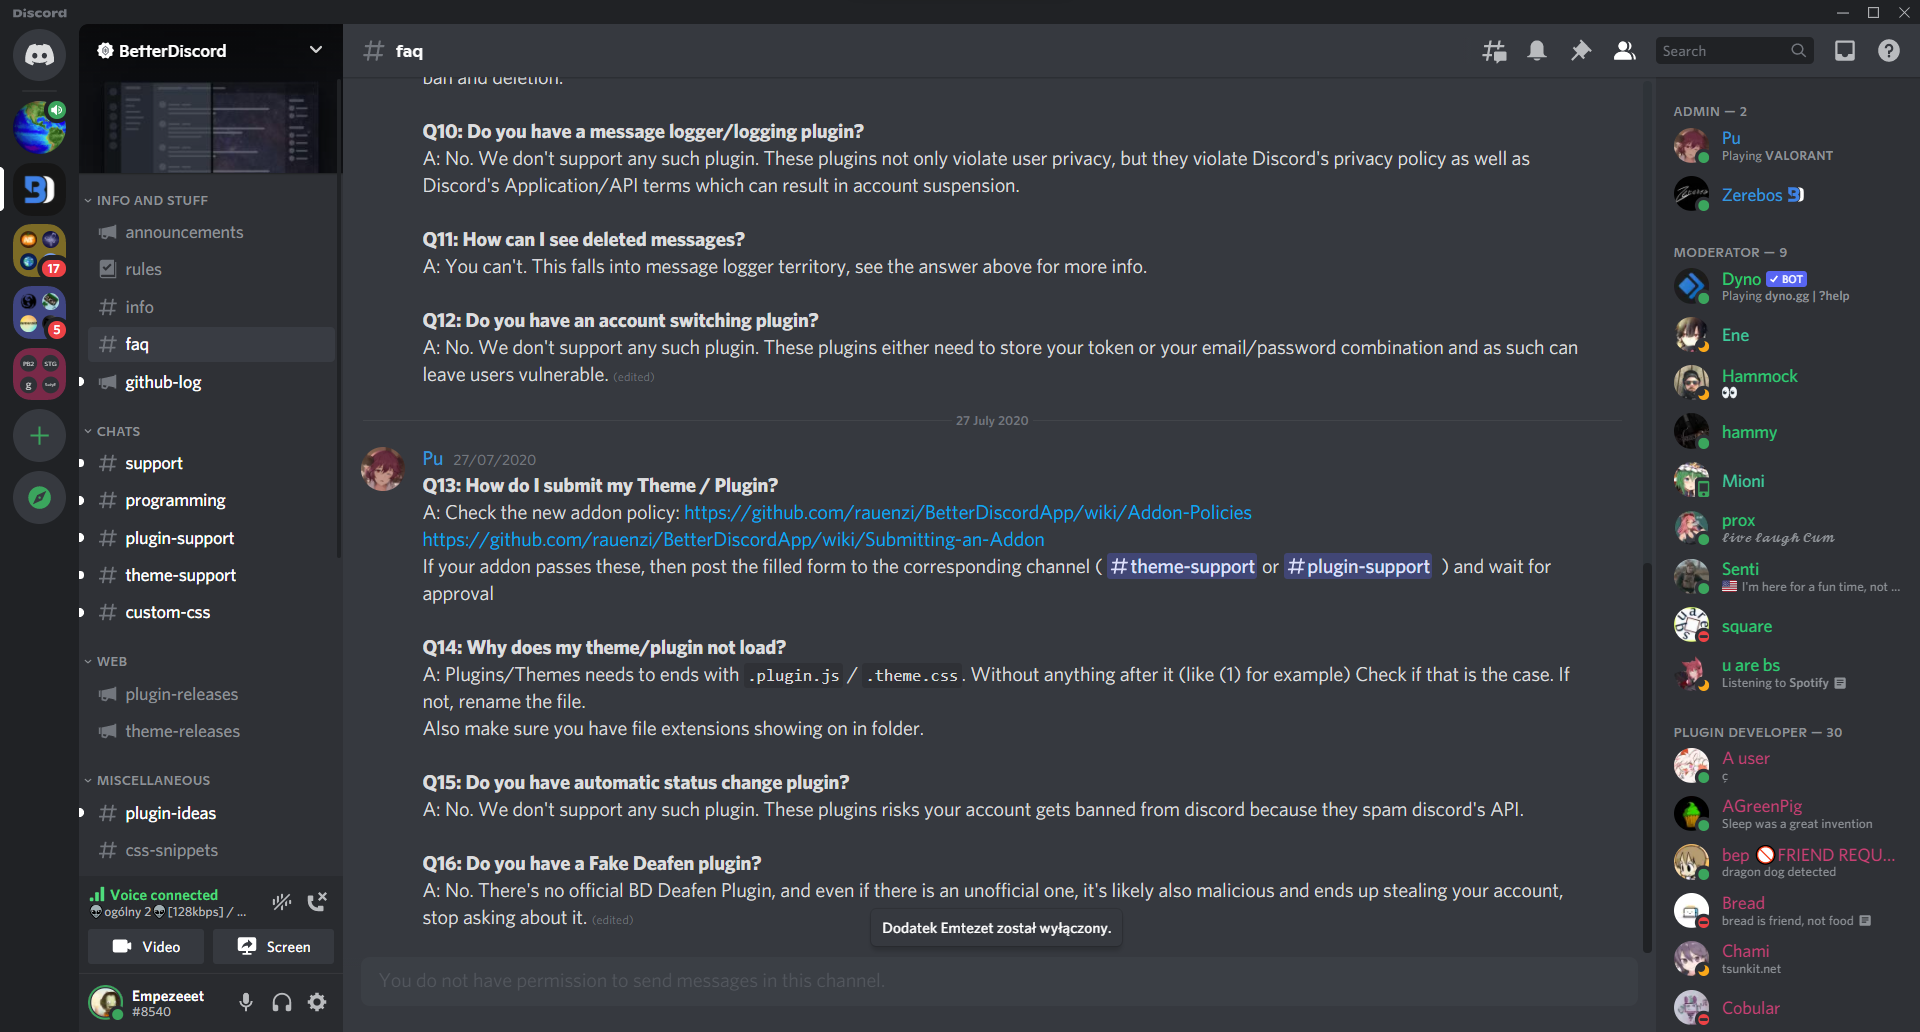 Discord
BetterDiscord
17
5
PB2 STG
g
INFO AND STUFF
announcements
rules
info
faq
github-log
CHATS
support
programming
plugin-support
theme-support
custom-css
WEB
plugin-releases
theme-releases
MISCELLANEOUS
plugin-ideas
css-snippets
Voice connected
👽ogólny 2 👽 [128kbps] / ...
Video
Screen
Empezeeet
#8540
faq
Search
ban and deletion.
Q10: Do you have a message logger/logging plugin?
A: No. We don't support any such plugin. These plugins not only violate user privacy, but they violate Discord's privacy policy as well as
Discord's Application/API terms which can result in account suspension.
Q11: How can I see deleted messages?
A: You can't. This falls into message logger territory, see the answer above for more info.
Q12: Do you have an account switching plugin?
A: No. We don't support any such plugin. These plugins either need to store your token or your email/password combination and as such can
leave users vulnerable. (edited)
27 July 2020
Pu 27/07/2020
Q13: How do I submit my Theme / Plugin?
A: Check the new addon policy: https://github.com/rauenzi/BetterDiscordApp/wiki/Addon-Policies
https://github.com/rauenzi/BetterDiscordApp/wiki/Submitting-an-Addon
If your addon passes these, then post the filled form to the corresponding channel ( #theme-support or #plugin-support ) and wait for
approval
Q14: Why does my theme/plugin not load?
A: Plugins/Themes needs to ends with .plugin.js / .theme.css. Without anything after it (like (1) for example) Check if that is the case. If
not, rename the file.
Also make sure you have file extensions showing on in folder.
Q15: Do you have automatic status change plugin?
A: No. We don't support any such plugin. These plugins risks your account gets banned from discord because they spam discord's API.
Q16: Do you have a Fake Deafen plugin?
A: No. There's no official BD Deafen Plugin, and even if there is an unofficial one, it's likely also malicious and ends up stealing your account,
stop asking about it. (edited)
Dodatek Emtezet został wyłączony.
You do not have permission to send messages in this channel.
ADMIN — 2
Pu
Playing VALORANT
Zerebos
MODERATOR — 9
Dyno ✓ BOT
Playing dyno.gg | ?help
Ene
Hammock
👀
hammy
Mioni
prox
𝓵𝓲𝓿𝓮 𝓵𝓪𝓾𝓰𝓱 𝓒𝓾𝓶
Senti
🇺🇸 I'm here for a fun time, not ...
square
u are bs
Listening to Spotify
PLUGIN DEVELOPER — 30
A user
ç
AGreenPig
Sleep was a great invention
bep 🚫FRIEND REQU...
dragon dog detected
Bread
bread is friend, not food
Chami
tsunkit.net
Cobular